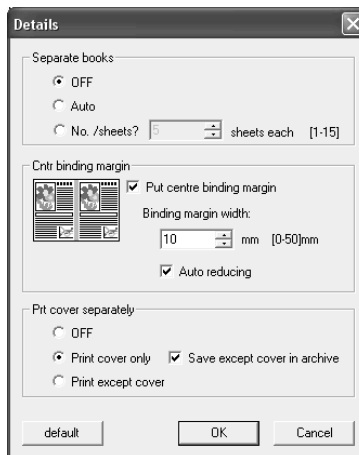 Details
Separate books
OFF
Auto
No. /sheets? 5 sheets each [1-15]
Cntr binding margin
Put centre binding margin
Binding margin width:
10 mm [0-50]mm
Auto reducing
Prt cover separately
OFF
Print cover only Save except cover in archive
Print except cover
default OK Cancel